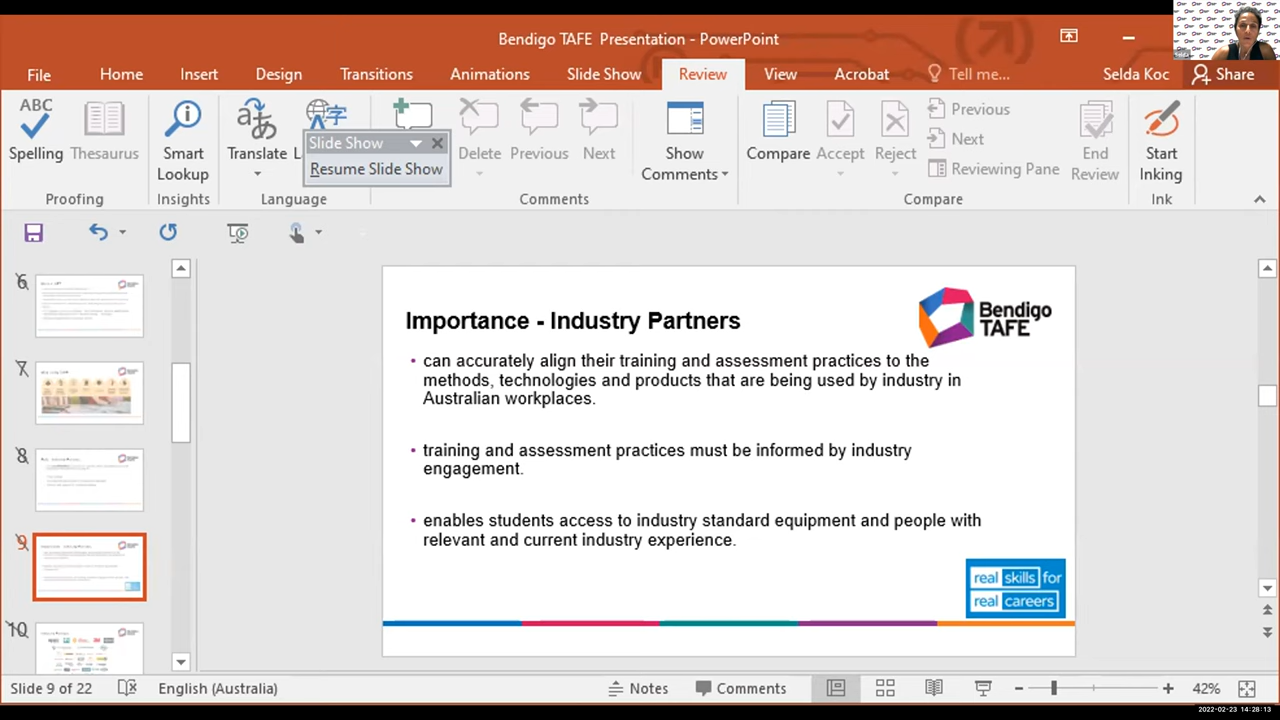 Bendigo TAFE Presentation - PowerPoint
File Home Insert Design Transitions Animations Slide Show Review View Acrobat Tell me... Selda Koc Share
ABC
Spelling Thesaurus
Proofing
Smart Lookup
Insights
Translate
Language
Slide Show
Resume Slide Show
Delete Previous Next
Show Comments
Comments
Compare Accept Reject
Previous
Next
Reviewing Pane
End Review
Compare
Start Inking
Ink
6
7
8
9
10
Importance - Industry Partners
Bendigo
TAFE
• can accurately align their training and assessment practices to the
methods, technologies and products that are being used by industry in
Australian workplaces.
• training and assessment practices must be informed by industry
engagement.
• enables students access to industry standard equipment and people with
relevant and current industry experience.
real skills for
real careers
Slide 9 of 22 English (Australia) Notes Comments 42%
2022-02-23 14:28:13